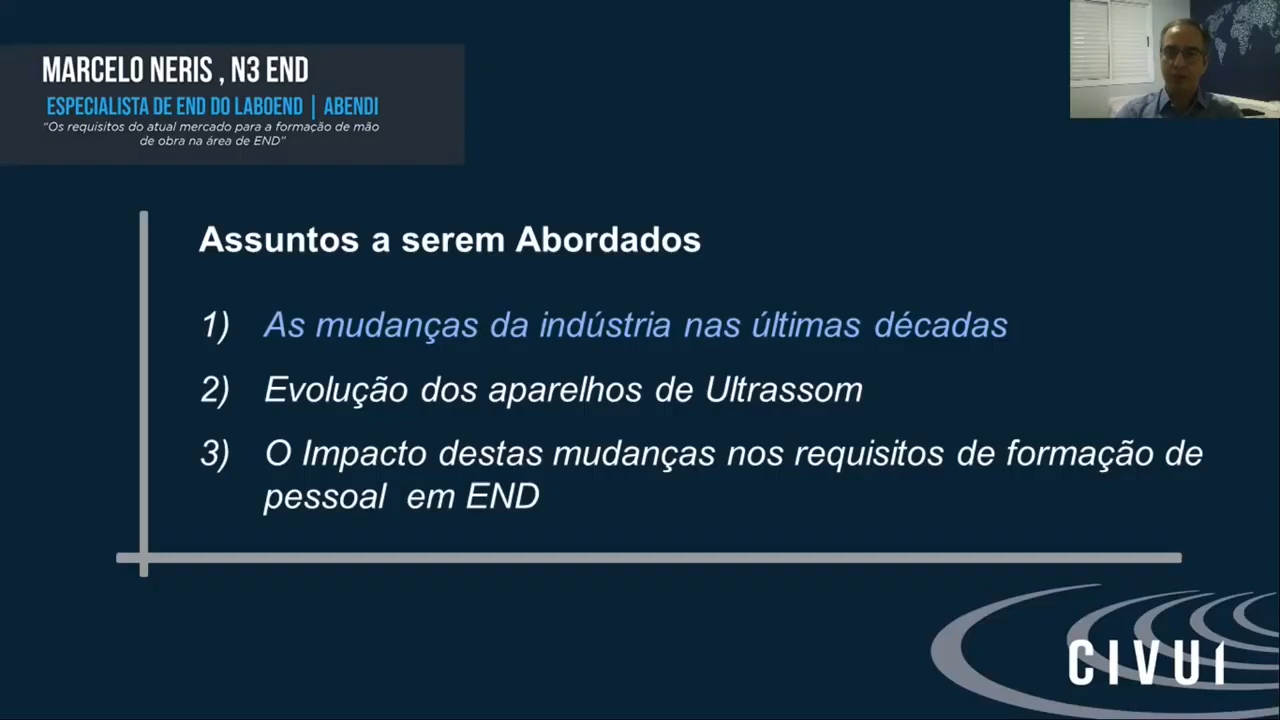 MARCELO NERIS , N3 END
ESPECIALISTA DE END DO LABOEND | ABENDI
“Os requisitos do atual mercado para a formação de mão
de obra na área de END”
Assuntos a serem Abordados
1) As mudanças da indústria nas últimas décadas
2) Evolução dos aparelhos de Ultrassom
3) O Impacto destas mudanças nos requisitos de formação de
pessoal em END
CIVUI